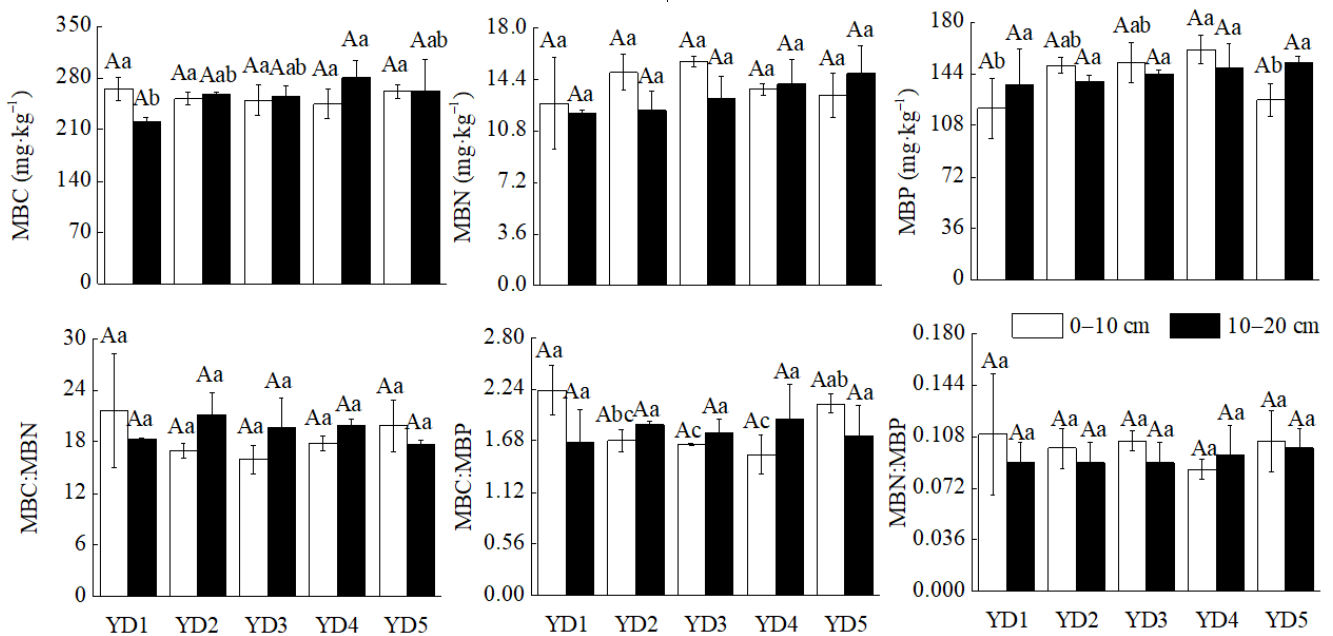 MBC (mg·kg⁻¹)
350
280
210
140
70
0
Aa
Ab
Aa
Aab
Aa
Aab
Aa
Aa
Aa
Aab
MBN (mg·kg⁻¹)
18.0
14.4
10.8
7.2
3.6
0.0
Aa
Aa
Aa
Aa
Aa
Aa
Aa
Aa
Aa
Aa
MBP (mg·kg⁻¹)
180
144
108
72
36
0
Ab
Aa
Aab
Aa
Aab
Aa
Aa
Aa
Ab
Aa
MBC:MBN
30
24
18
12
6
0
Aa
Aa
Aa
Aa
Aa
Aa
Aa
Aa
Aa
Aa
YD1 YD2 YD3 YD4 YD5
MBC:MBP
2.80
2.24
1.68
1.12
0.56
0.00
Aa
Aa
Abc
Aa
Ac
Aa
Ac
Aa
Aab
Aa
YD1 YD2 YD3 YD4 YD5
MBN:MBP
0.180
0.144
0.108
0.072
0.036
0.000
0–10 cm 10–20 cm
Aa
Aa
Aa
Aa
Aa
Aa
Aa
Aa
Aa
Aa
YD1 YD2 YD3 YD4 YD5